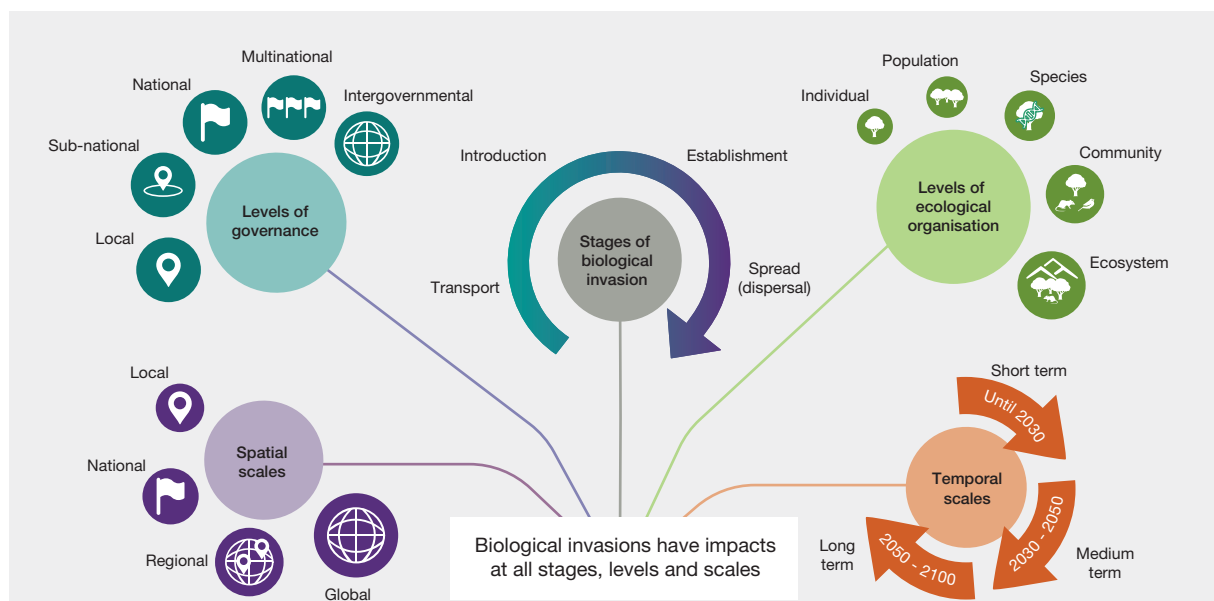 Multinational
National
Intergovernmental
Sub-national
Local
Levels of
governance
Introduction
Establishment
Transport
Spread
(dispersal)
Stages of
biological
invasion
Population
Individual
Species
Community
Ecosystem
Levels of
ecological
organisation
Local
National
Regional
Global
Spatial
scales
Short term
Until 2030
Temporal
scales
2030 - 2050
Medium
term
2050 - 2100
Long
term
Biological invasions have impacts
at all stages, levels and scales